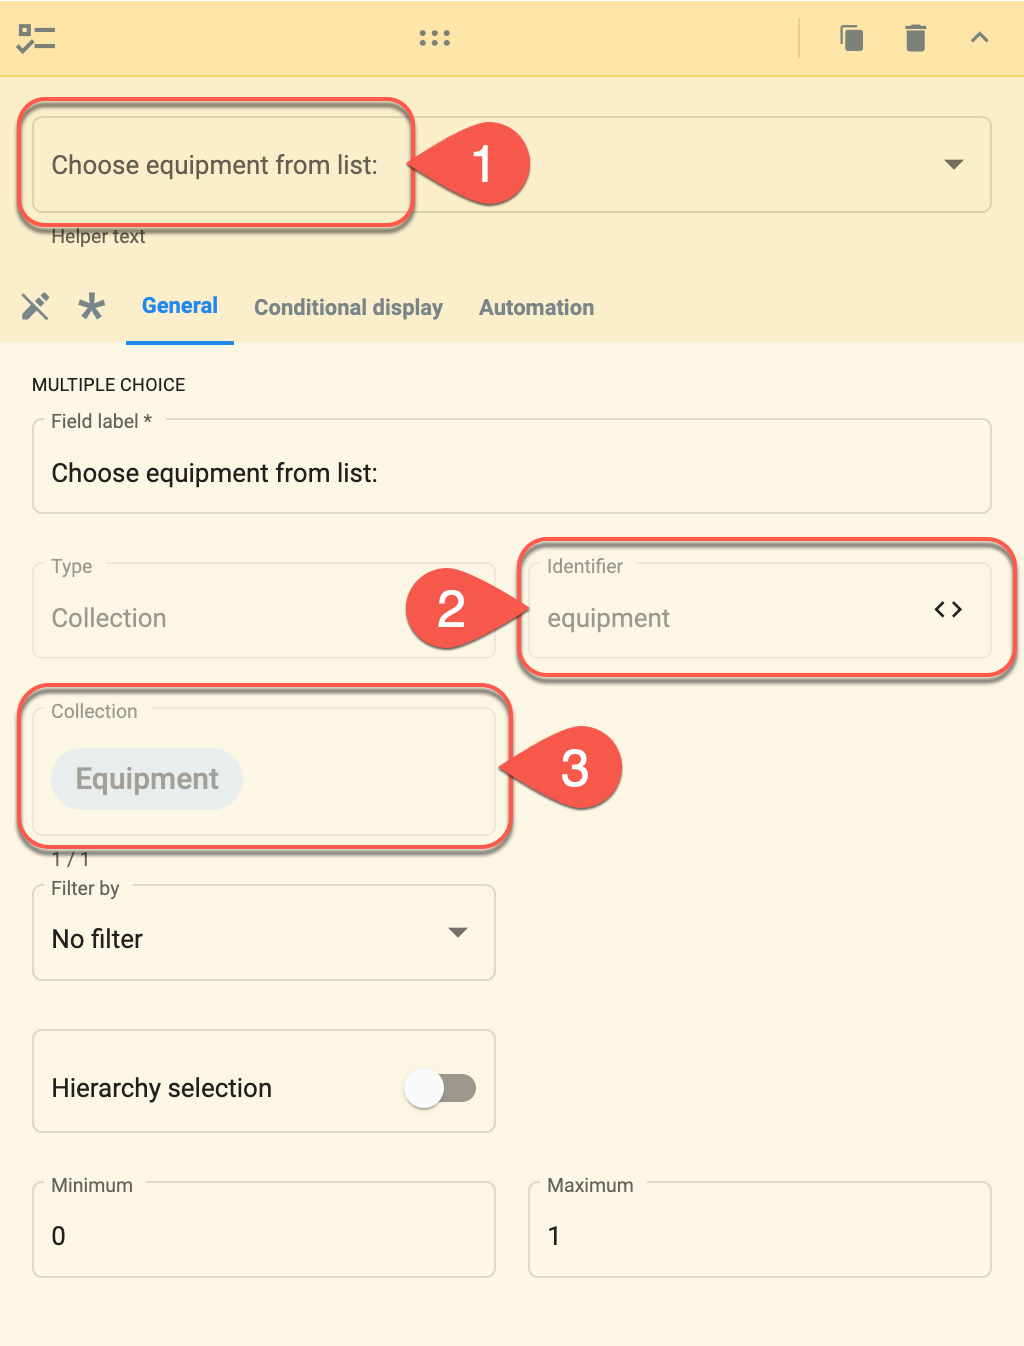 Choose equipment from list:
1
Helper text
General Conditional display Automation
MULTIPLE CHOICE
Field label *
Choose equipment from list:
Type
Collection
2
Identifier
equipment
<>
Collection
Equipment
3
1 / 1
Filter by
No filter
Hierarchy selection
Minimum
0
Maximum
1